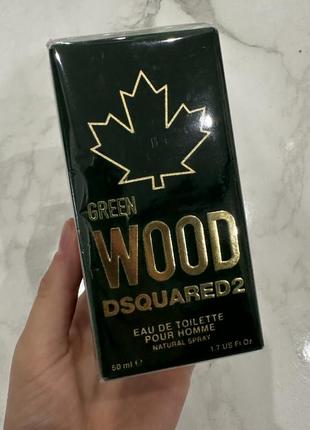 GREEN
WOOD
DSQUARED2
EAU DE TOILETTE
POUR HOMME
NATURAL SPRAY
50 ml ℮ 1.7 US Fl Oz